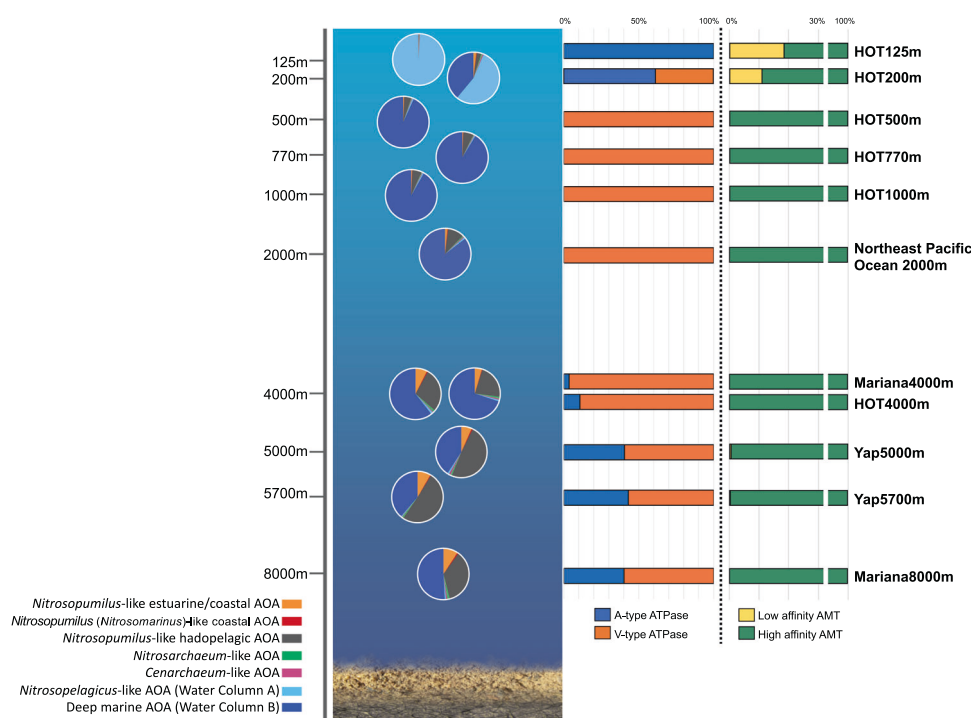 0% 50% 100% 0% 30% 100%
125m
HOT125m
200m
HOT200m
500m
HOT500m
770m
HOT770m
1000m
HOT1000m
2000m
Northeast Pacific
Ocean 2000m
4000m
Mariana4000m
HOT4000m
5000m
Yap5000m
5700m
Yap5700m
8000m
Mariana8000m
Nitrosopumilus-like estuarine/coastal AOA
Nitrosopumilus (Nitrosomarinus)-like coastal AOA
Nitrosopumilus-like hadopelagic AOA
Nitrosarchaeum-like AOA
Cenarchaeum-like AOA
Nitrosopelagicus-like AOA (Water Column A)
Deep marine AOA (Water Column B)
A-type ATPase
V-type ATPase
Low affinity AMT
High affinity AMT